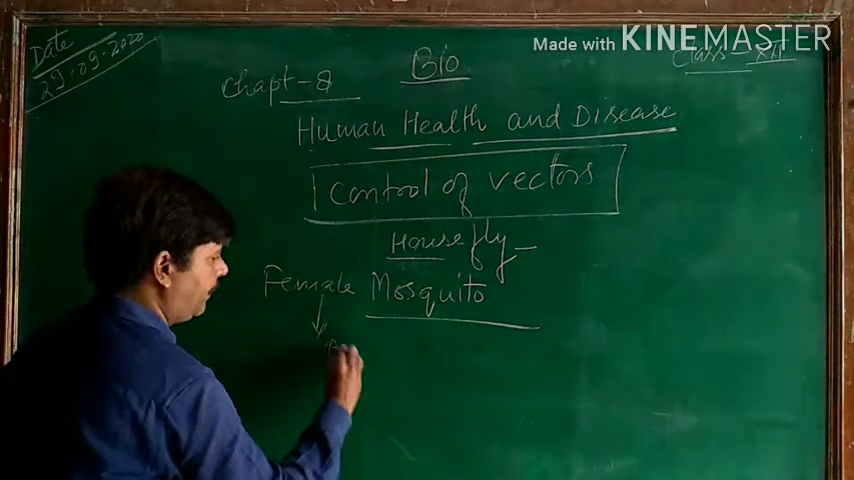 Made with KINEMASTER
Date
29.09.2020
Bio
Class - XII
Chapt-8
Human Health and Disease
Control of vectors
Housefly
Female Mosquito